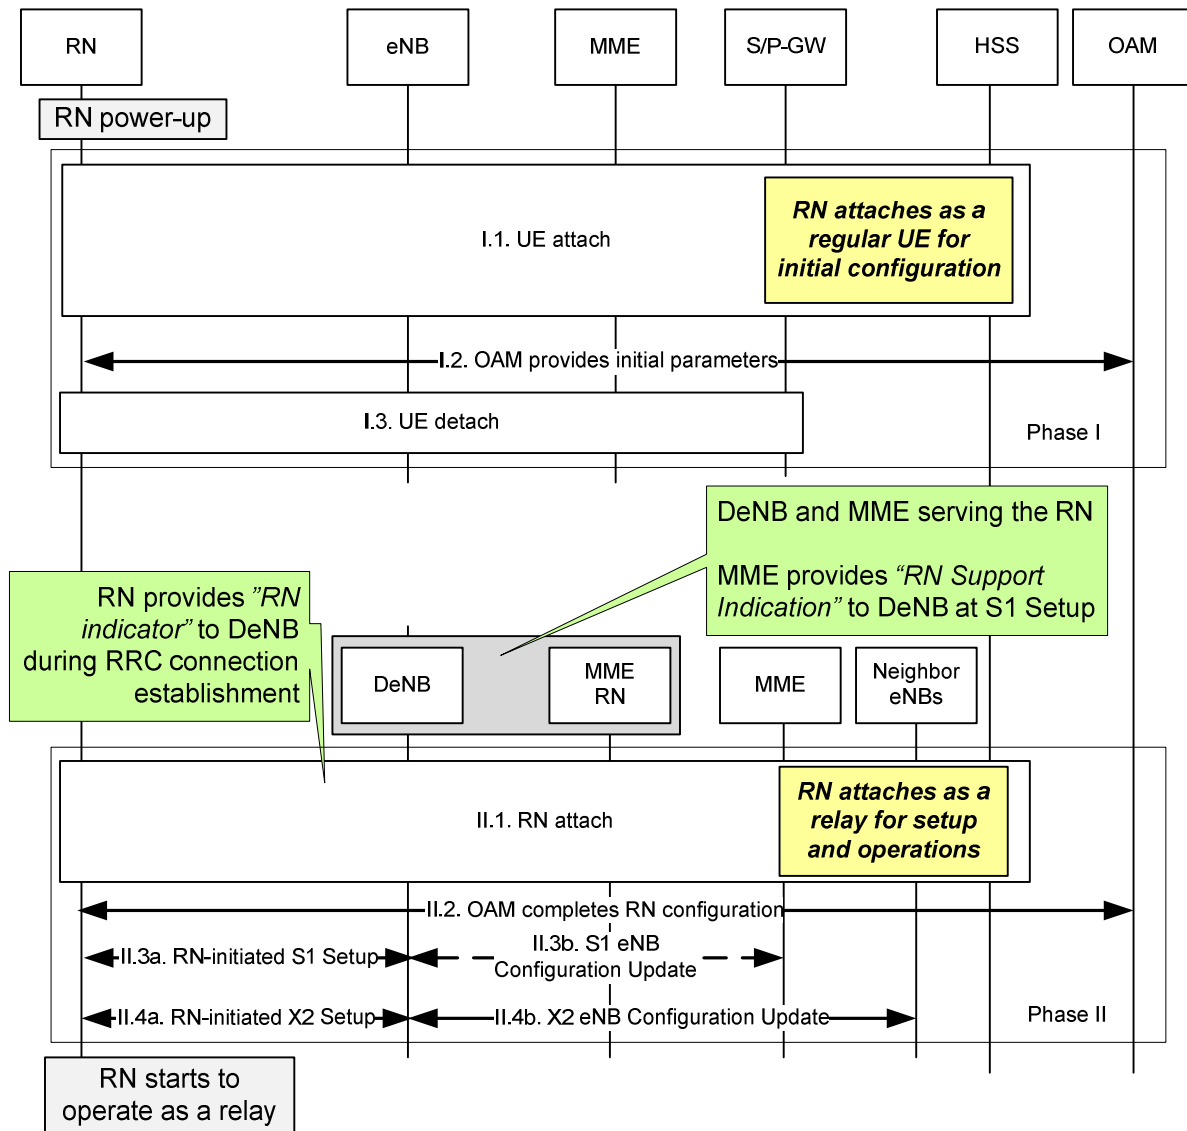 RN
eNB
MME
S/P-GW
HSS
OAM
RN power-up
I.1. UE attach
RN attaches as a
regular UE for
initial configuration
I.2. OAM provides initial parameters
I.3. UE detach
Phase I
DeNB and MME serving the RN
MME provides “RN Support
Indication” to DeNB at S1 Setup
RN provides ”RN
indicator” to DeNB
during RRC connection
establishment
DeNB
MME
RN
MME
Neighbor
eNBs
II.1. RN attach
RN attaches as a
relay for setup
and operations
II.2. OAM completes RN configuration
II.3a. RN-initiated S1 Setup
II.3b. S1 eNB
Configuration Update
II.4a. RN-initiated X2 Setup
II.4b. X2 eNB Configuration Update
Phase II
RN starts to
operate as a relay